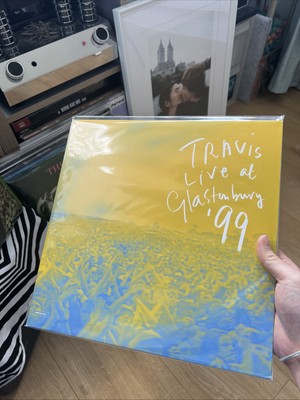 TRAVIS
Live at
Glastonbury
'99